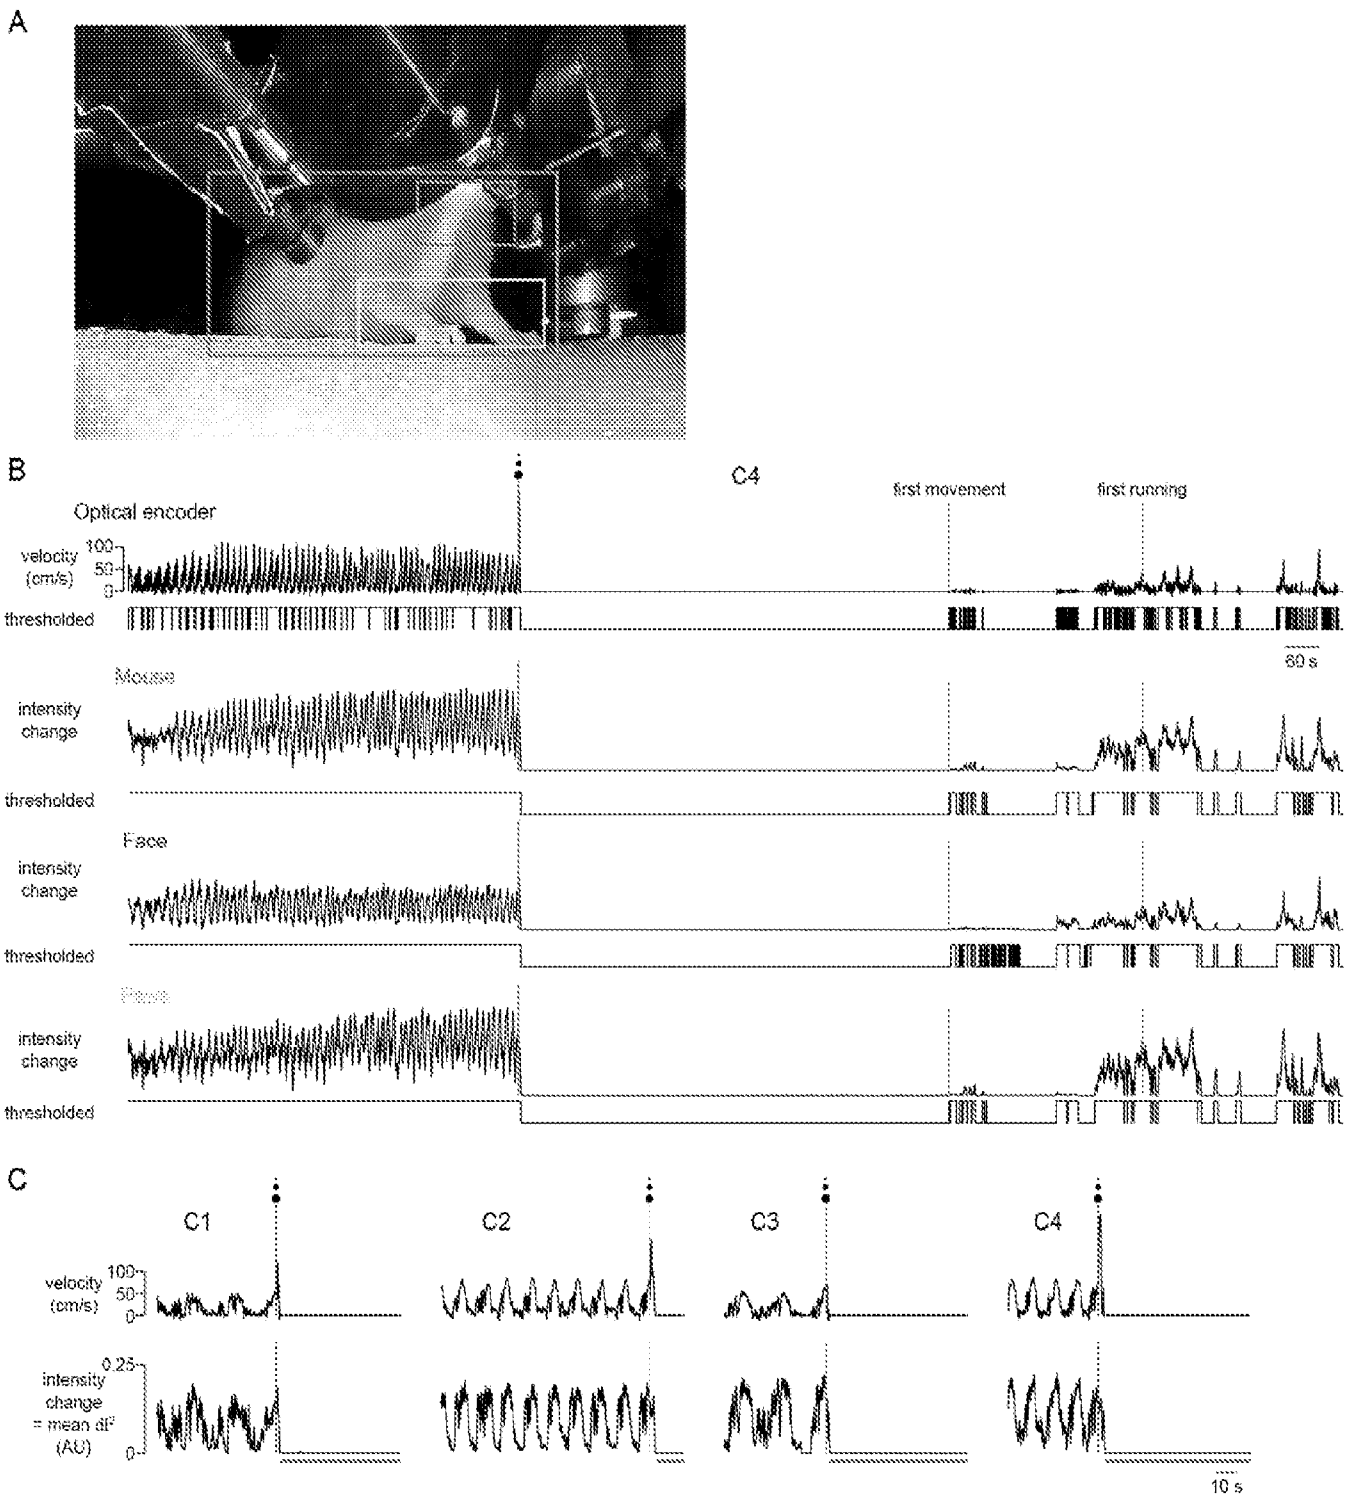 A
B
C4
first movement
first running
Optical encoder
velocity
(cm/s)
100
50
0
thresholded
60 s
Mouse
intensity
change
thresholded
Face
intensity
change
thresholded
Paws
intensity
change
thresholded
C
C1
C2
C3
C4
velocity
(cm/s)
100
50
0
intensity
change
= mean dI²
(AU)
0.25
0
10 s